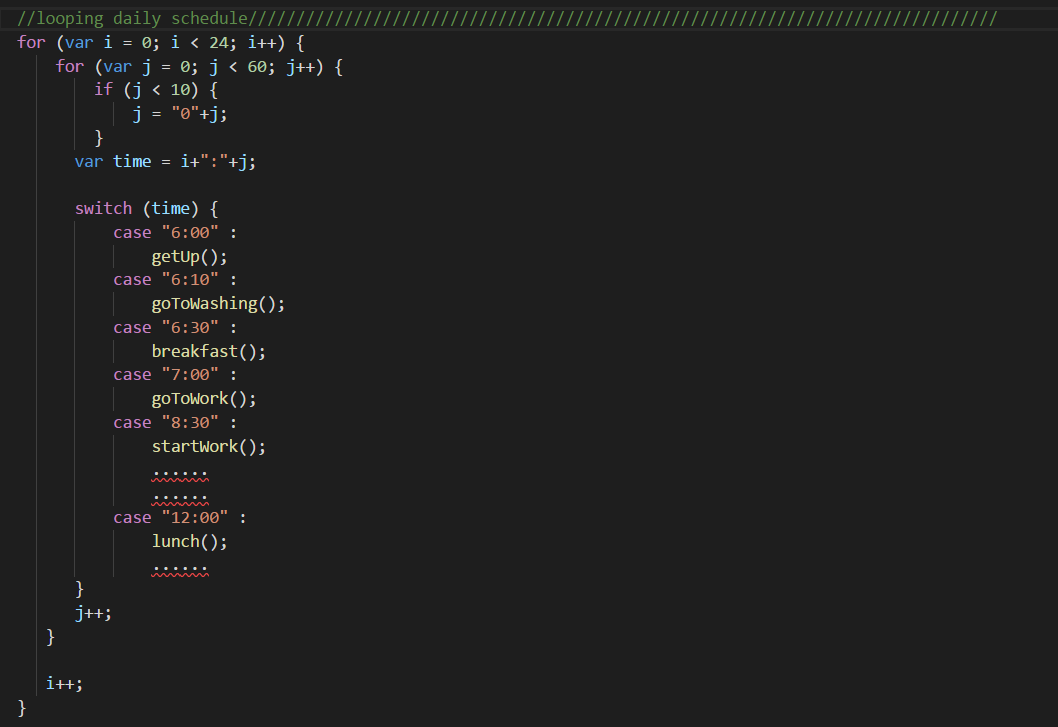 //looping daily schedule//////////////////////////////////////////////////////////////////////////////
for (var i = 0; i < 24; i++) {
    for (var j = 0; j < 60; j++) {
        if (j < 10) {
            j = "0"+j;
        }
      var time = i+":"+j;
      switch (time) {
          case "6:00" :
              getUp();
          case "6:10" :
              goToWashing();
          case "6:30" :
              breakfast();
          case "7:00" :
              goToWork();
          case "8:30" :
              startWork();
              ......
              ......
          case "12:00" :
              lunch();
              ......
      }
      j++;
   }
   i++;
}